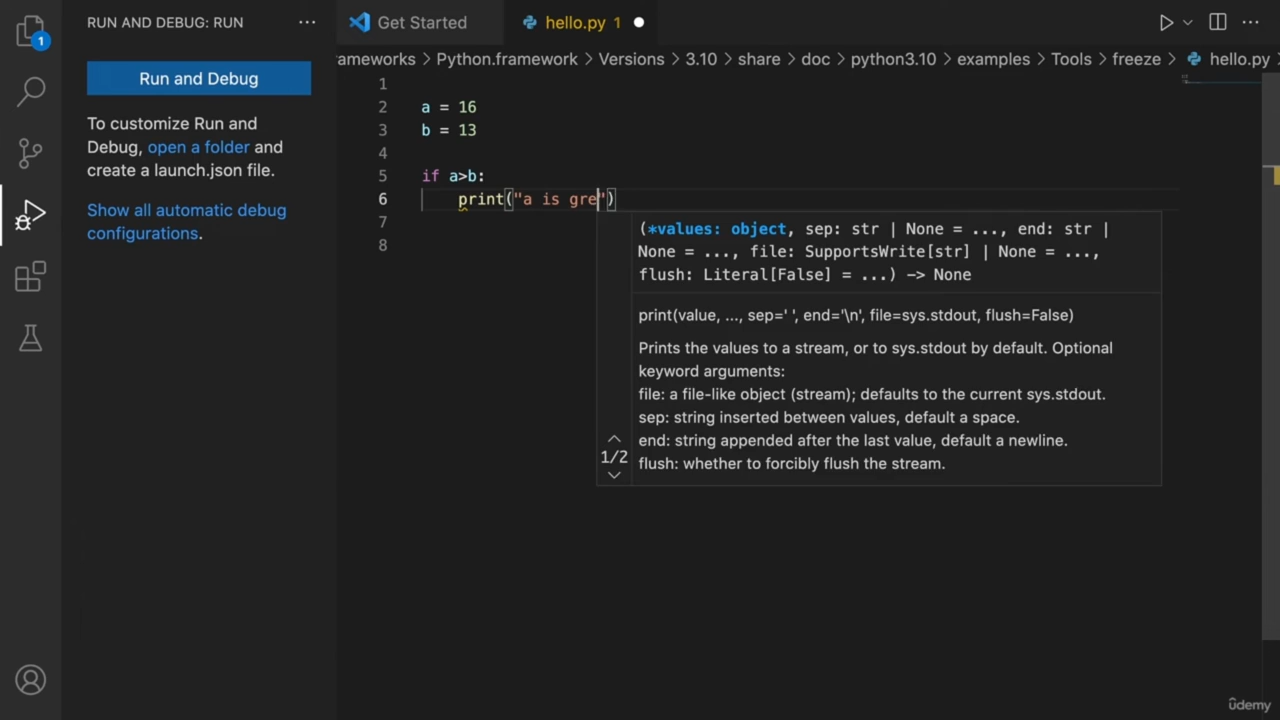 RUN AND DEBUG: RUN ...
Get Started
hello.py 1
1
Run and Debug
To customize Run and
Debug, open a folder and
create a launch.json file.
Show all automatic debug
configurations.
rameworks > Python.framework > Versions > 3.10 > share > doc > python3.10 > examples > Tools > freeze > hello.py
1
2 a = 16
3 b = 13
4
5 if a>b:
6 print("a is gre")
7
8
(*values: object, sep: str | None = ..., end: str |
None = ..., file: SupportsWrite[str] | None = ...,
flush: Literal[False] = ...) -> None
print(value, ..., sep=' ', end='\n', file=sys.stdout, flush=False)
Prints the values to a stream, or to sys.stdout by default. Optional
keyword arguments:
file: a file-like object (stream); defaults to the current sys.stdout.
sep: string inserted between values, default a space.
end: string appended after the last value, default a newline.
flush: whether to forcibly flush the stream.
1/2
ûdemy